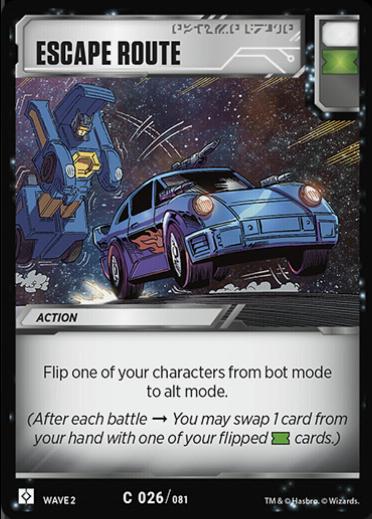 ESCAPE ROUTE
ACTION
Flip one of your characters from bot mode
to alt mode.
(After each battle → You may swap 1 card from
your hand with one of your flipped cards.)
WAVE 2 C 026/081 TM & © Hasbro. © Wizards.